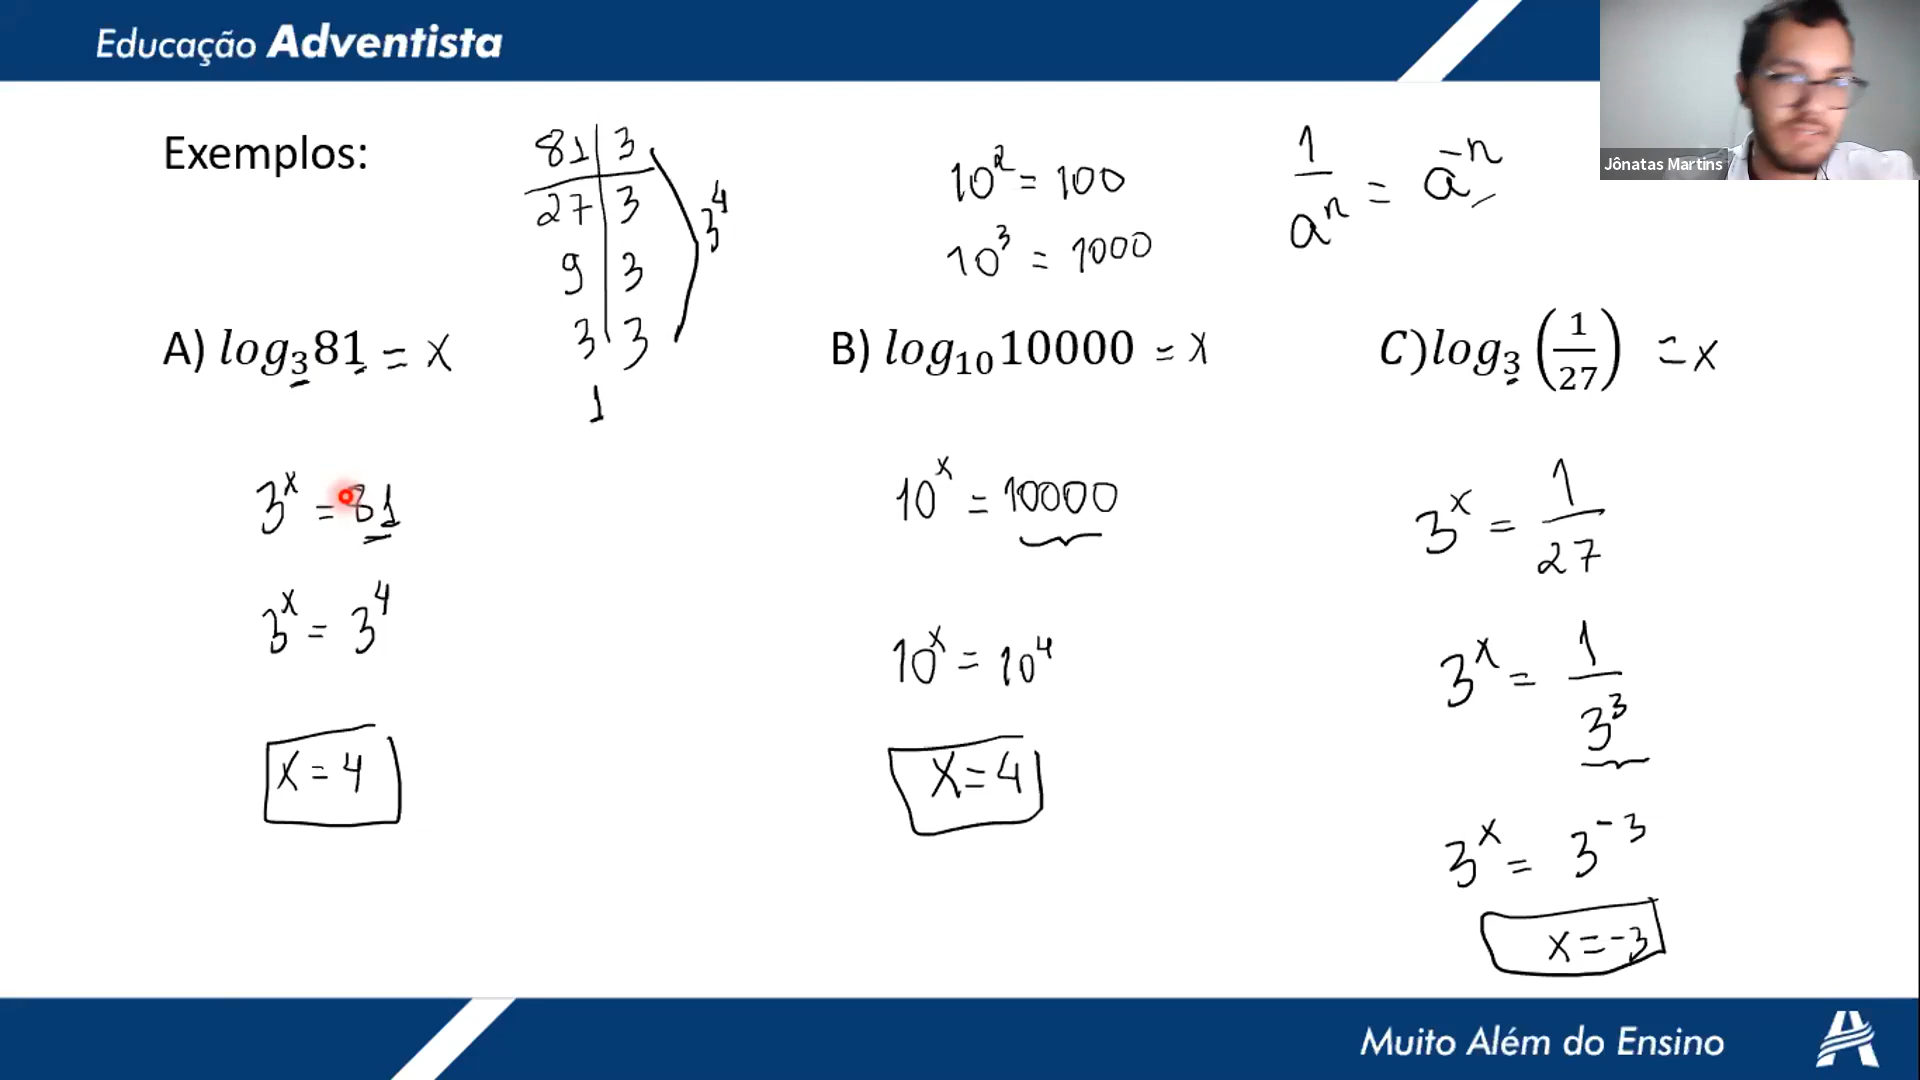 Educação Adventista
Jônatas Martins
Exemplos:
81 | 3
27 | 3
9 | 3
3 | 3
1
3⁴
10² = 100
10³ = 1000
1/aⁿ = a⁻ⁿ
A) log₃81 = x
3ˣ = 81
3ˣ = 3⁴
x = 4
B) log₁₀10000 = x
10ˣ = 10000
10ˣ = 10⁴
x = 4
C) log₃(1/27) = x
3ˣ = 1/27
3ˣ = 1/3³
3ˣ = 3⁻³
x = -3
Muito Além do Ensino